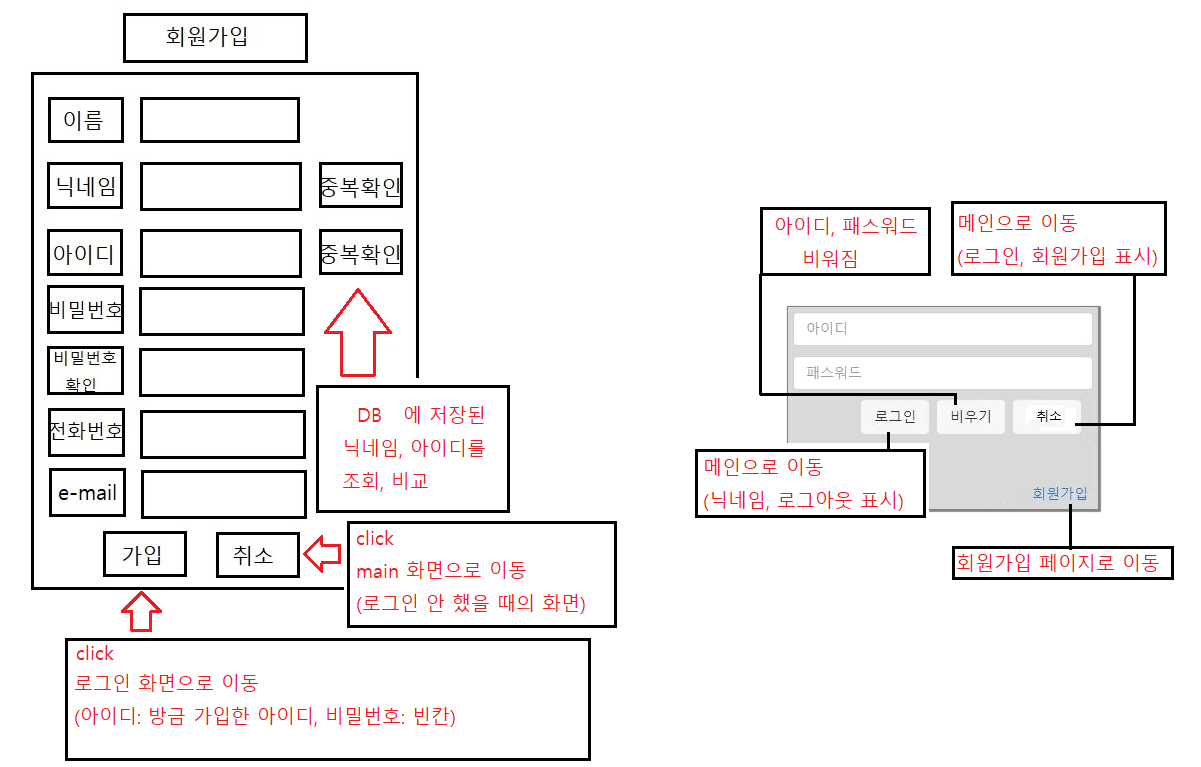 회원가입
이름
닉네임
중복확인
아이디
중복확인
비밀번호
비밀번호
확인
전화번호
e-mail
DB 에 저장된
닉네임, 아이디를
조회, 비교
가입
취소
click
main 화면으로 이동
(로그인 안 했을 때의 화면)
click
로그인 화면으로 이동
(아이디: 방금 가입한 아이디, 비밀번호: 빈칸)
아이디, 패스워드
비워짐
메인으로 이동
(로그인, 회원가입 표시)
아이디
패스워드
로그인
비우기
취소
메인으로 이동
(닉네임, 로그아웃 표시)
회원가입
회원가입 페이지로 이동